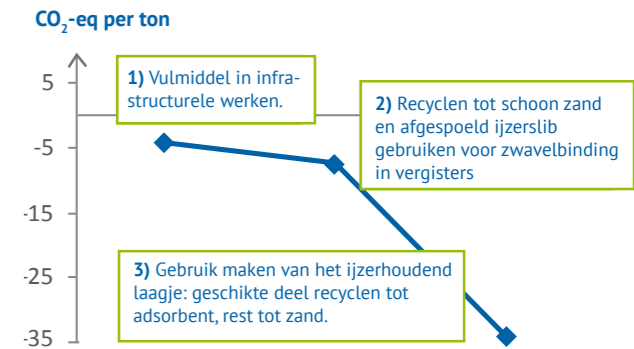 CO₂-eq per ton
5
-5
-15
-25
-35
1) Vulmiddel in infra-
structurele werken.
2) Recyclen tot schoon zand
en afgespoeld ijzerslib
gebruiken voor zwavelbinding
in vergisters
3) Gebruik maken van het ijzerhoudend
laagje: geschikte deel recyclen tot
adsorbent, rest tot zand.